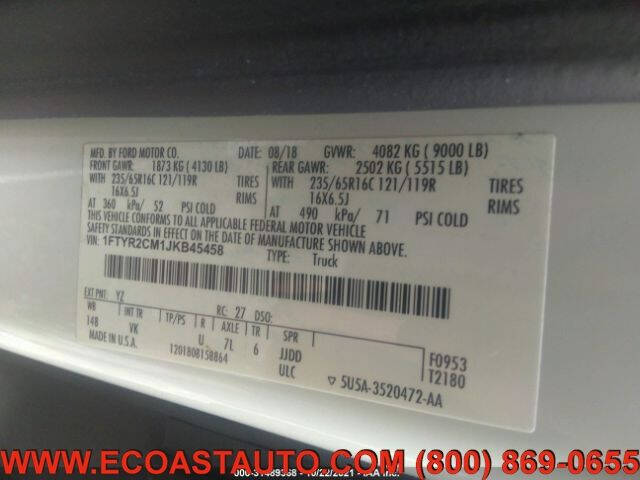 MFD. BY FORD MOTOR CO. 08/18 GVWR: 4082 KG ( 9000 LB)
FRONT GAWR: 1873 KG ( 4130 LB) REAR GAWR: 2502 KG ( 5515 LB)
WITH 235/65R16C 121/119R TIRES WITH 235/65R16C 121/119R TIRES
16X6.5J RIMS 16X6.5J RIMS
AT 360 kPa/ 52 PSI COLD AT 490 kPa/ 71 PSI COLD
THIS VEHICLE CONFORMS TO ALL APPLICABLE FEDERAL MOTOR VEHICLE
SAFETY STANDARDS IN EFFECT ON THE DATE OF MANUFACTURE SHOWN ABOVE.
VIN: 1FTYR2CM1JKB45458 TYPE: Truck
EXT PNT: YZ RC: 27 DSO:
WB INT TR TP/PS R AXLE TR SPR
148 VK U 7L 6 JJDD F0953
MADE IN U.S.A. 1201808158864 ULC T2180
▽ 5U5A-3520472-AA
WWW.ECOASTAUTO.COM (800) 869-0655